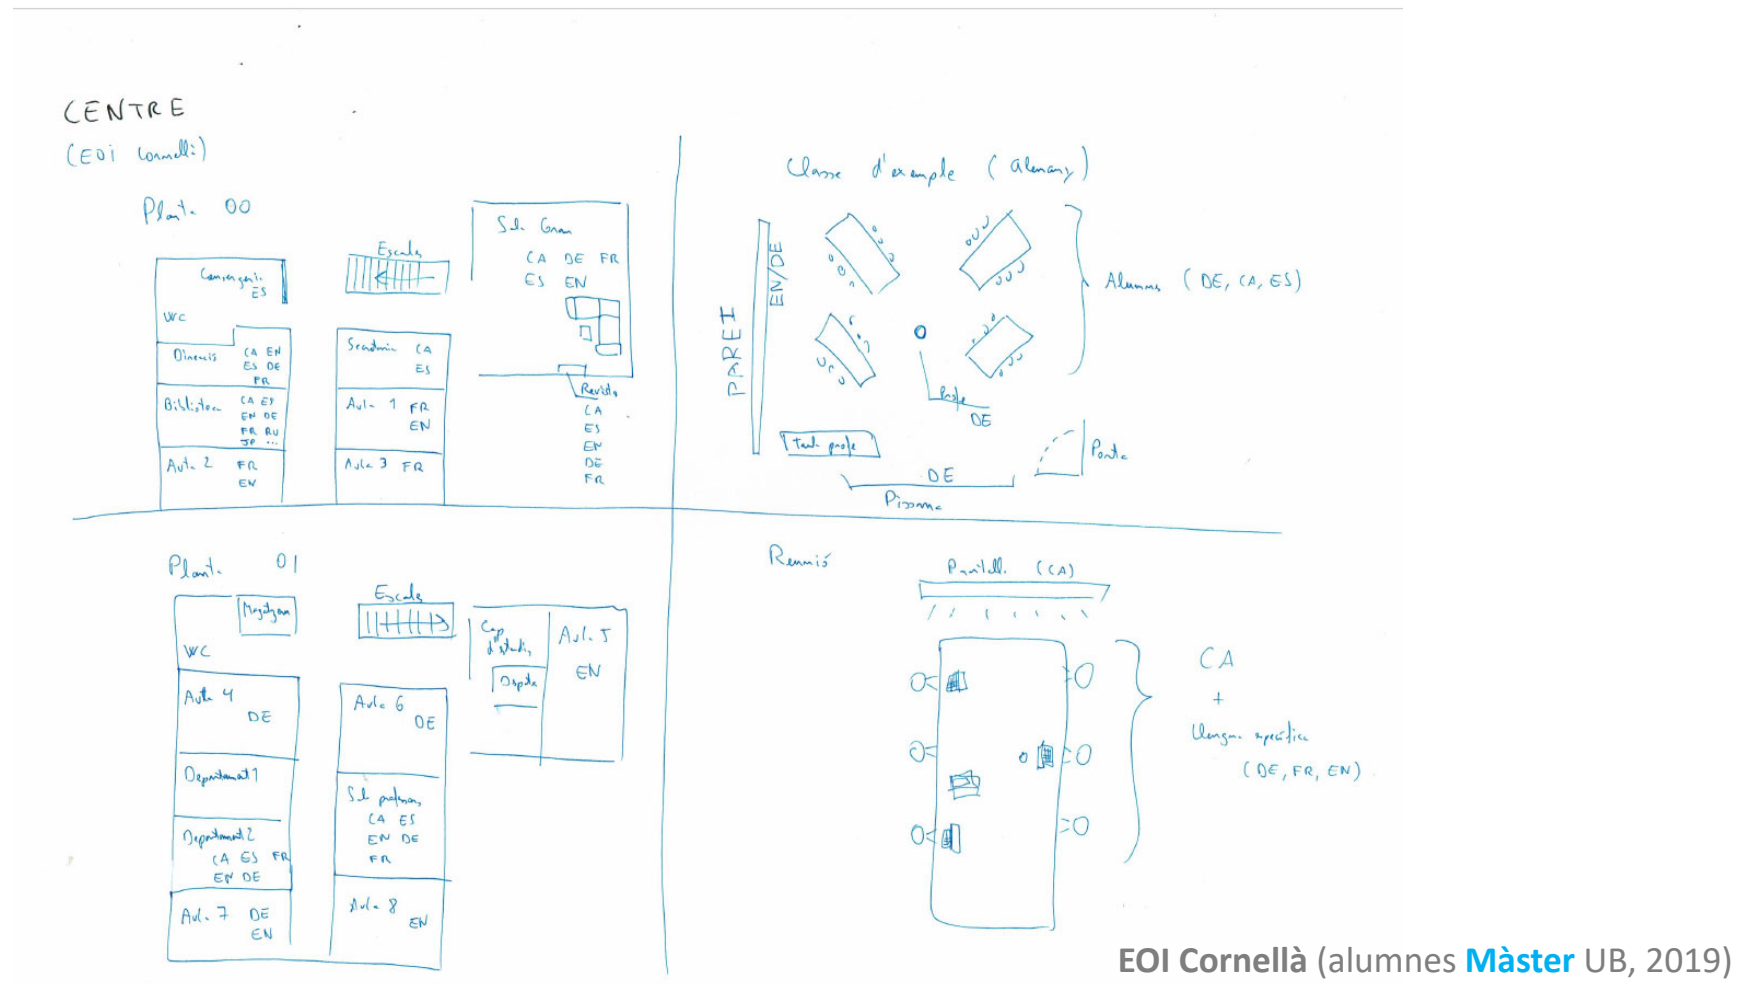 CENTRE
(EOI Cornellà)
Planta 00
Consergeria
ES
WC
Direcció CA EN
ES DE
FR
Biblioteca CA ES
EN DE
FR RU
JP ...
Aula 2 FR
EN
Escales
Secretaria CA
ES
Aula 1 FR
EN
Aula 3 FR
Sala Gran
CA DE FR
ES EN
Revistes
CA
ES
EN
DE
FR
Classe d'exemple (Alemany)
PARET
EN/DE
Alumnes (DE, CA, ES)
Profe
DE
Taula profe
Porta
DE
Pissarra
Planta 01
Magatzem
WC
Aula 4
DE
Departament 1
Departament 2
CA ES FR
EN DE
Aula 7 DE
EN
Escales
Aula 6
DE
Sala professors
CA ES
EN DE
FR
Aula 8
EN
Cap
d'estudis
Aula 5
EN
Reunió
Pantalla (CA)
CA
+
Llengua específica
(DE, FR, EN)
EOI Cornellà (alumnes Màster UB, 2019)